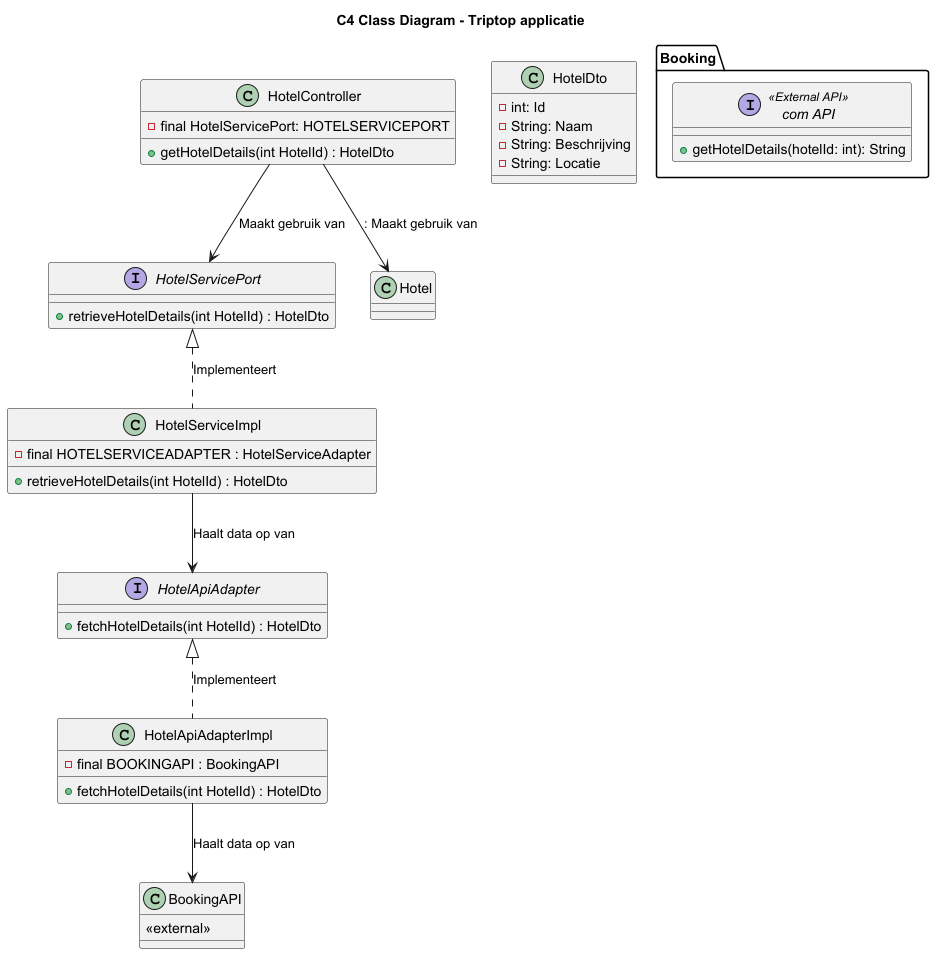 C4 Class Diagram - Triptop applicatie
HotelController
final HotelServicePort: HOTELSERVICEPORT
getHotelDetails(int HotelId) : HotelDto
HotelDto
int: Id
String: Naam
String: Beschrijving
String: Locatie
Booking
«External API»
com API
getHotelDetails(hotelId: int): String
Maakt gebruik van
: Maakt gebruik van
HotelServicePort
retrieveHotelDetails(int HotelId) : HotelDto
Hotel
Implementeert
HotelServiceImpl
final HOTELSERVICEADAPTER : HotelServiceAdapter
retrieveHotelDetails(int HotelId) : HotelDto
Haalt data op van
HotelApiAdapter
fetchHotelDetails(int HotelId) : HotelDto
Implementeert
HotelApiAdapterImpl
final BOOKINGAPI : BookingAPI
fetchHotelDetails(int HotelId) : HotelDto
Haalt data op van
BookingAPI
«external»